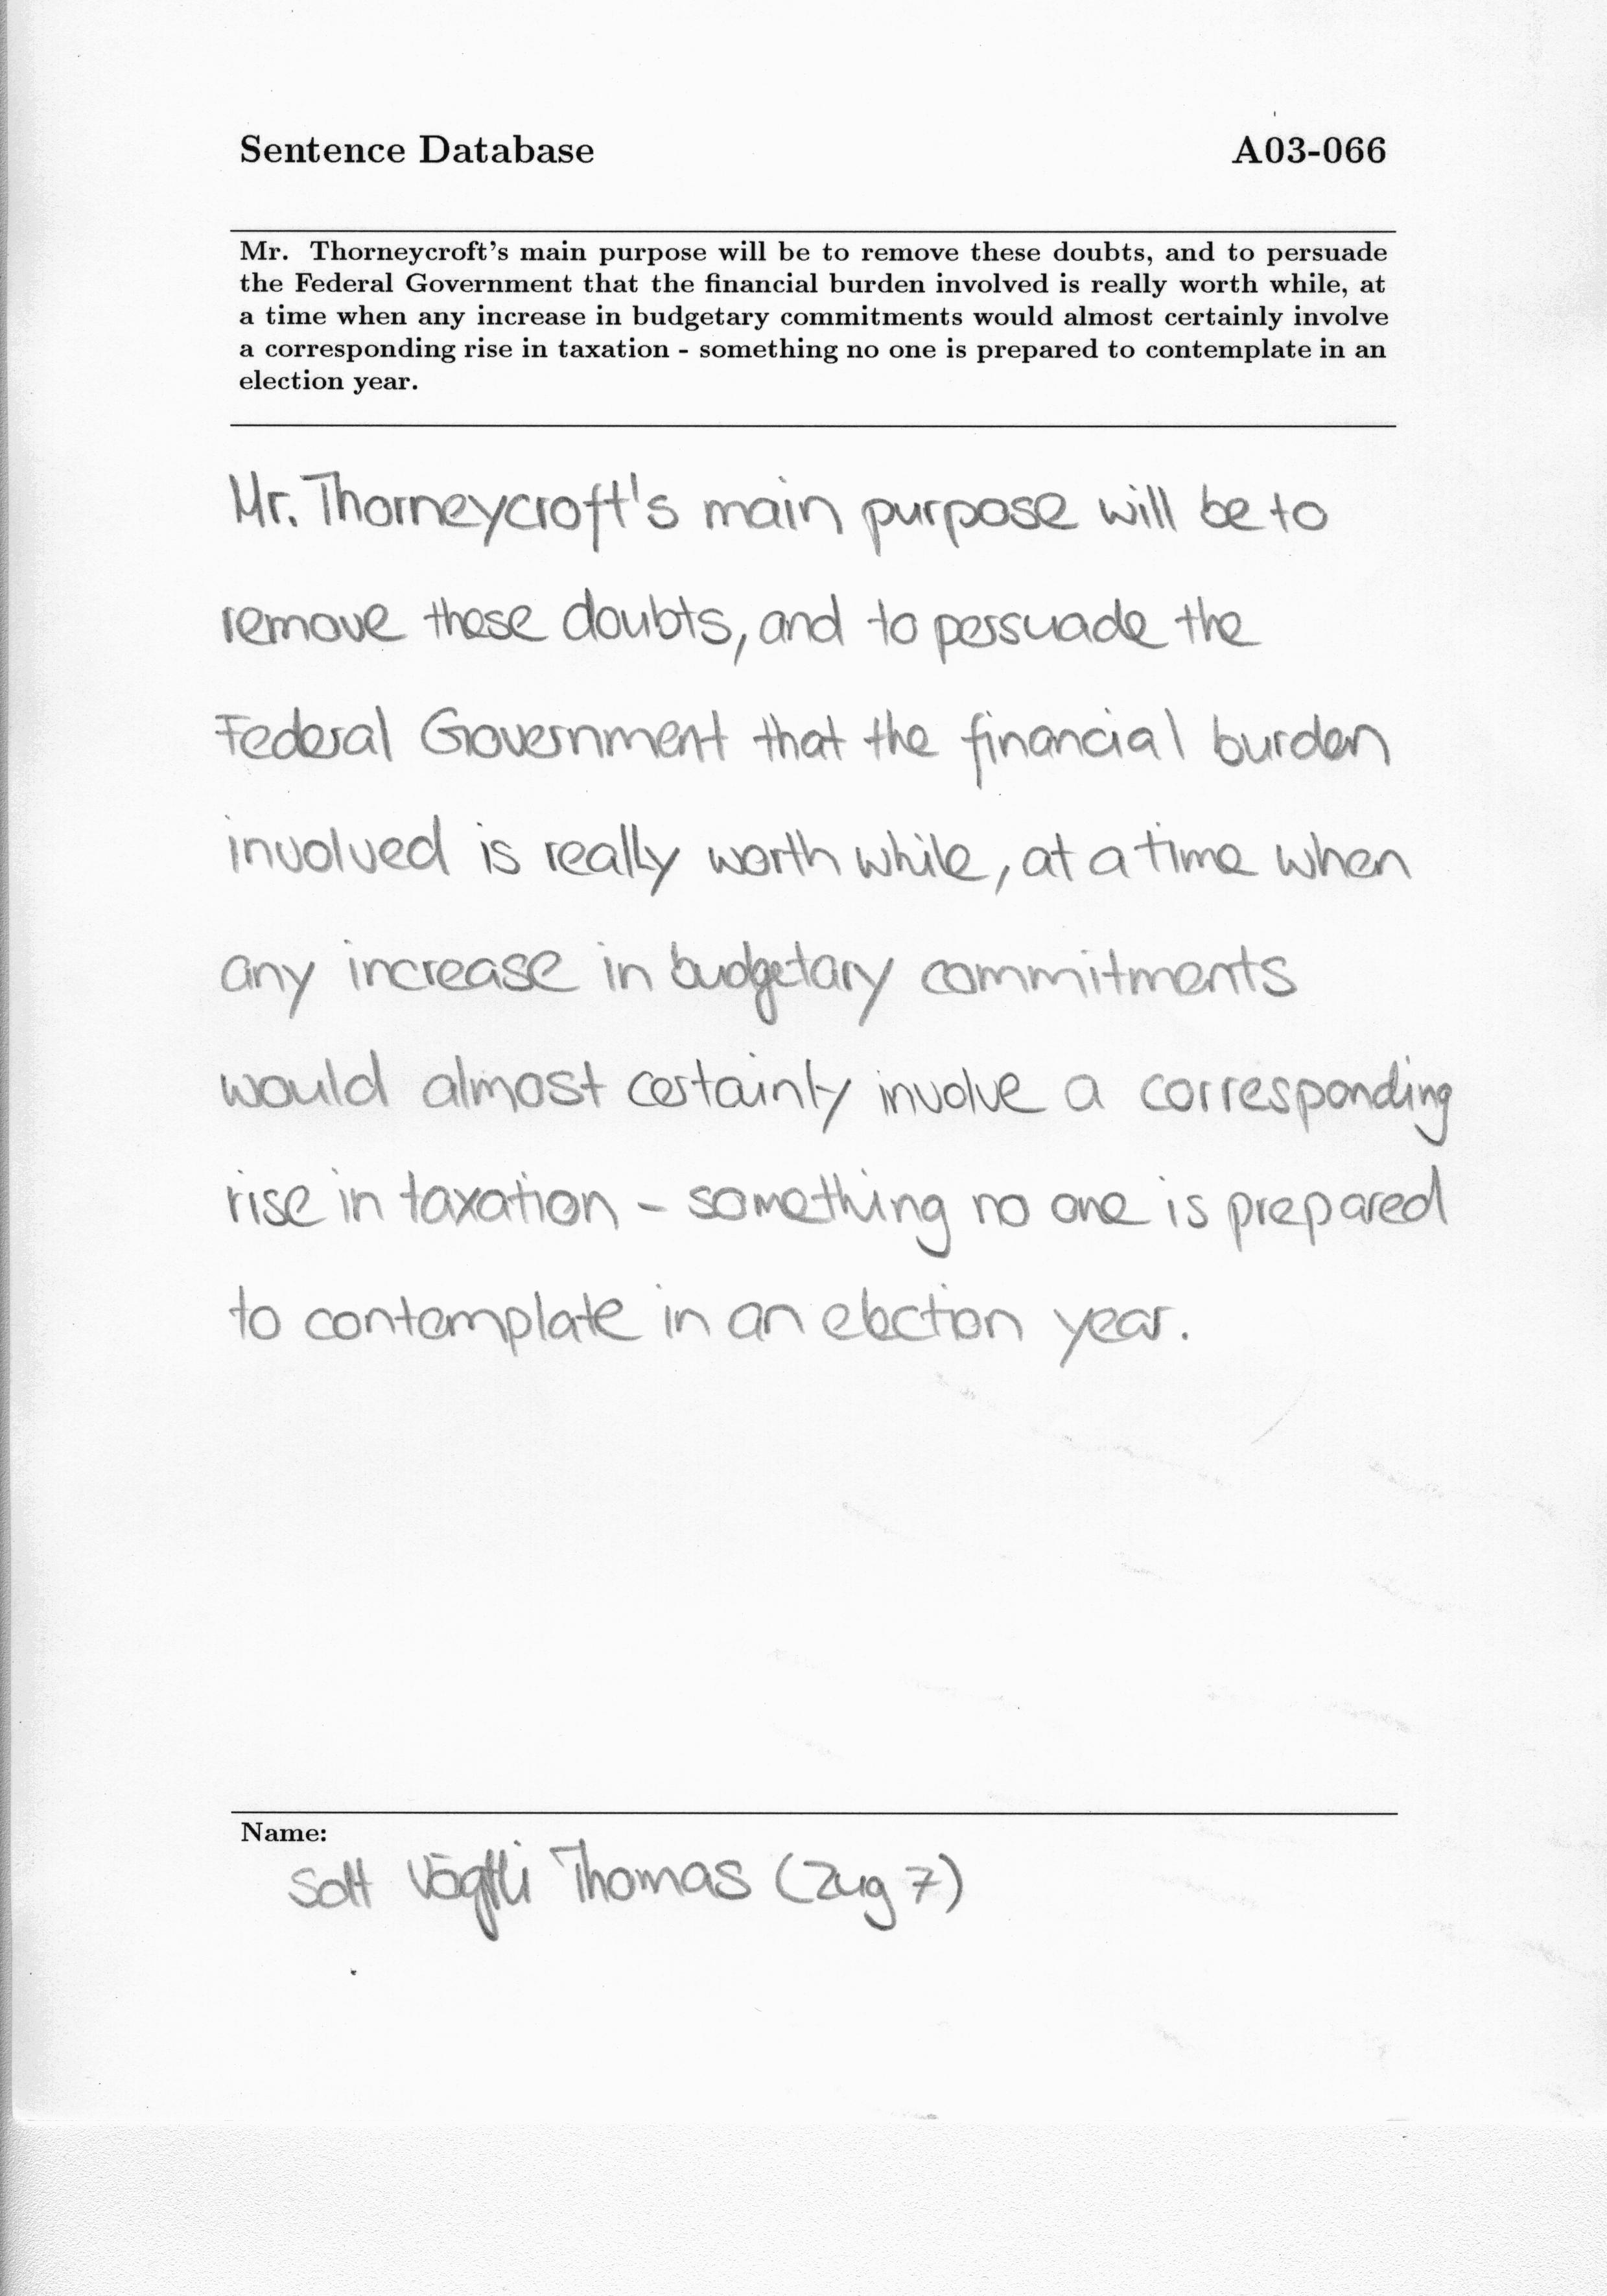 Sentence Database A03-066
Mr. Thorneycroft's main purpose will be to remove these doubts, and to persuade
the Federal Government that the financial burden involved is really worth while, at
a time when any increase in budgetary commitments would almost certainly involve
a corresponding rise in taxation - something no one is prepared to contemplate in an
election year.
Mr. Thorneycroft's main purpose will be to
remove these doubts, and to persuade the
Federal Government that the financial burden
involved is really worth while, at a time when
any increase in budgetary commitments
would almost certainly involve a corresponding
rise in taxation - something no one is prepared
to contemplate in an election year.
Name:
Vögtli Thomas (Zug 7)